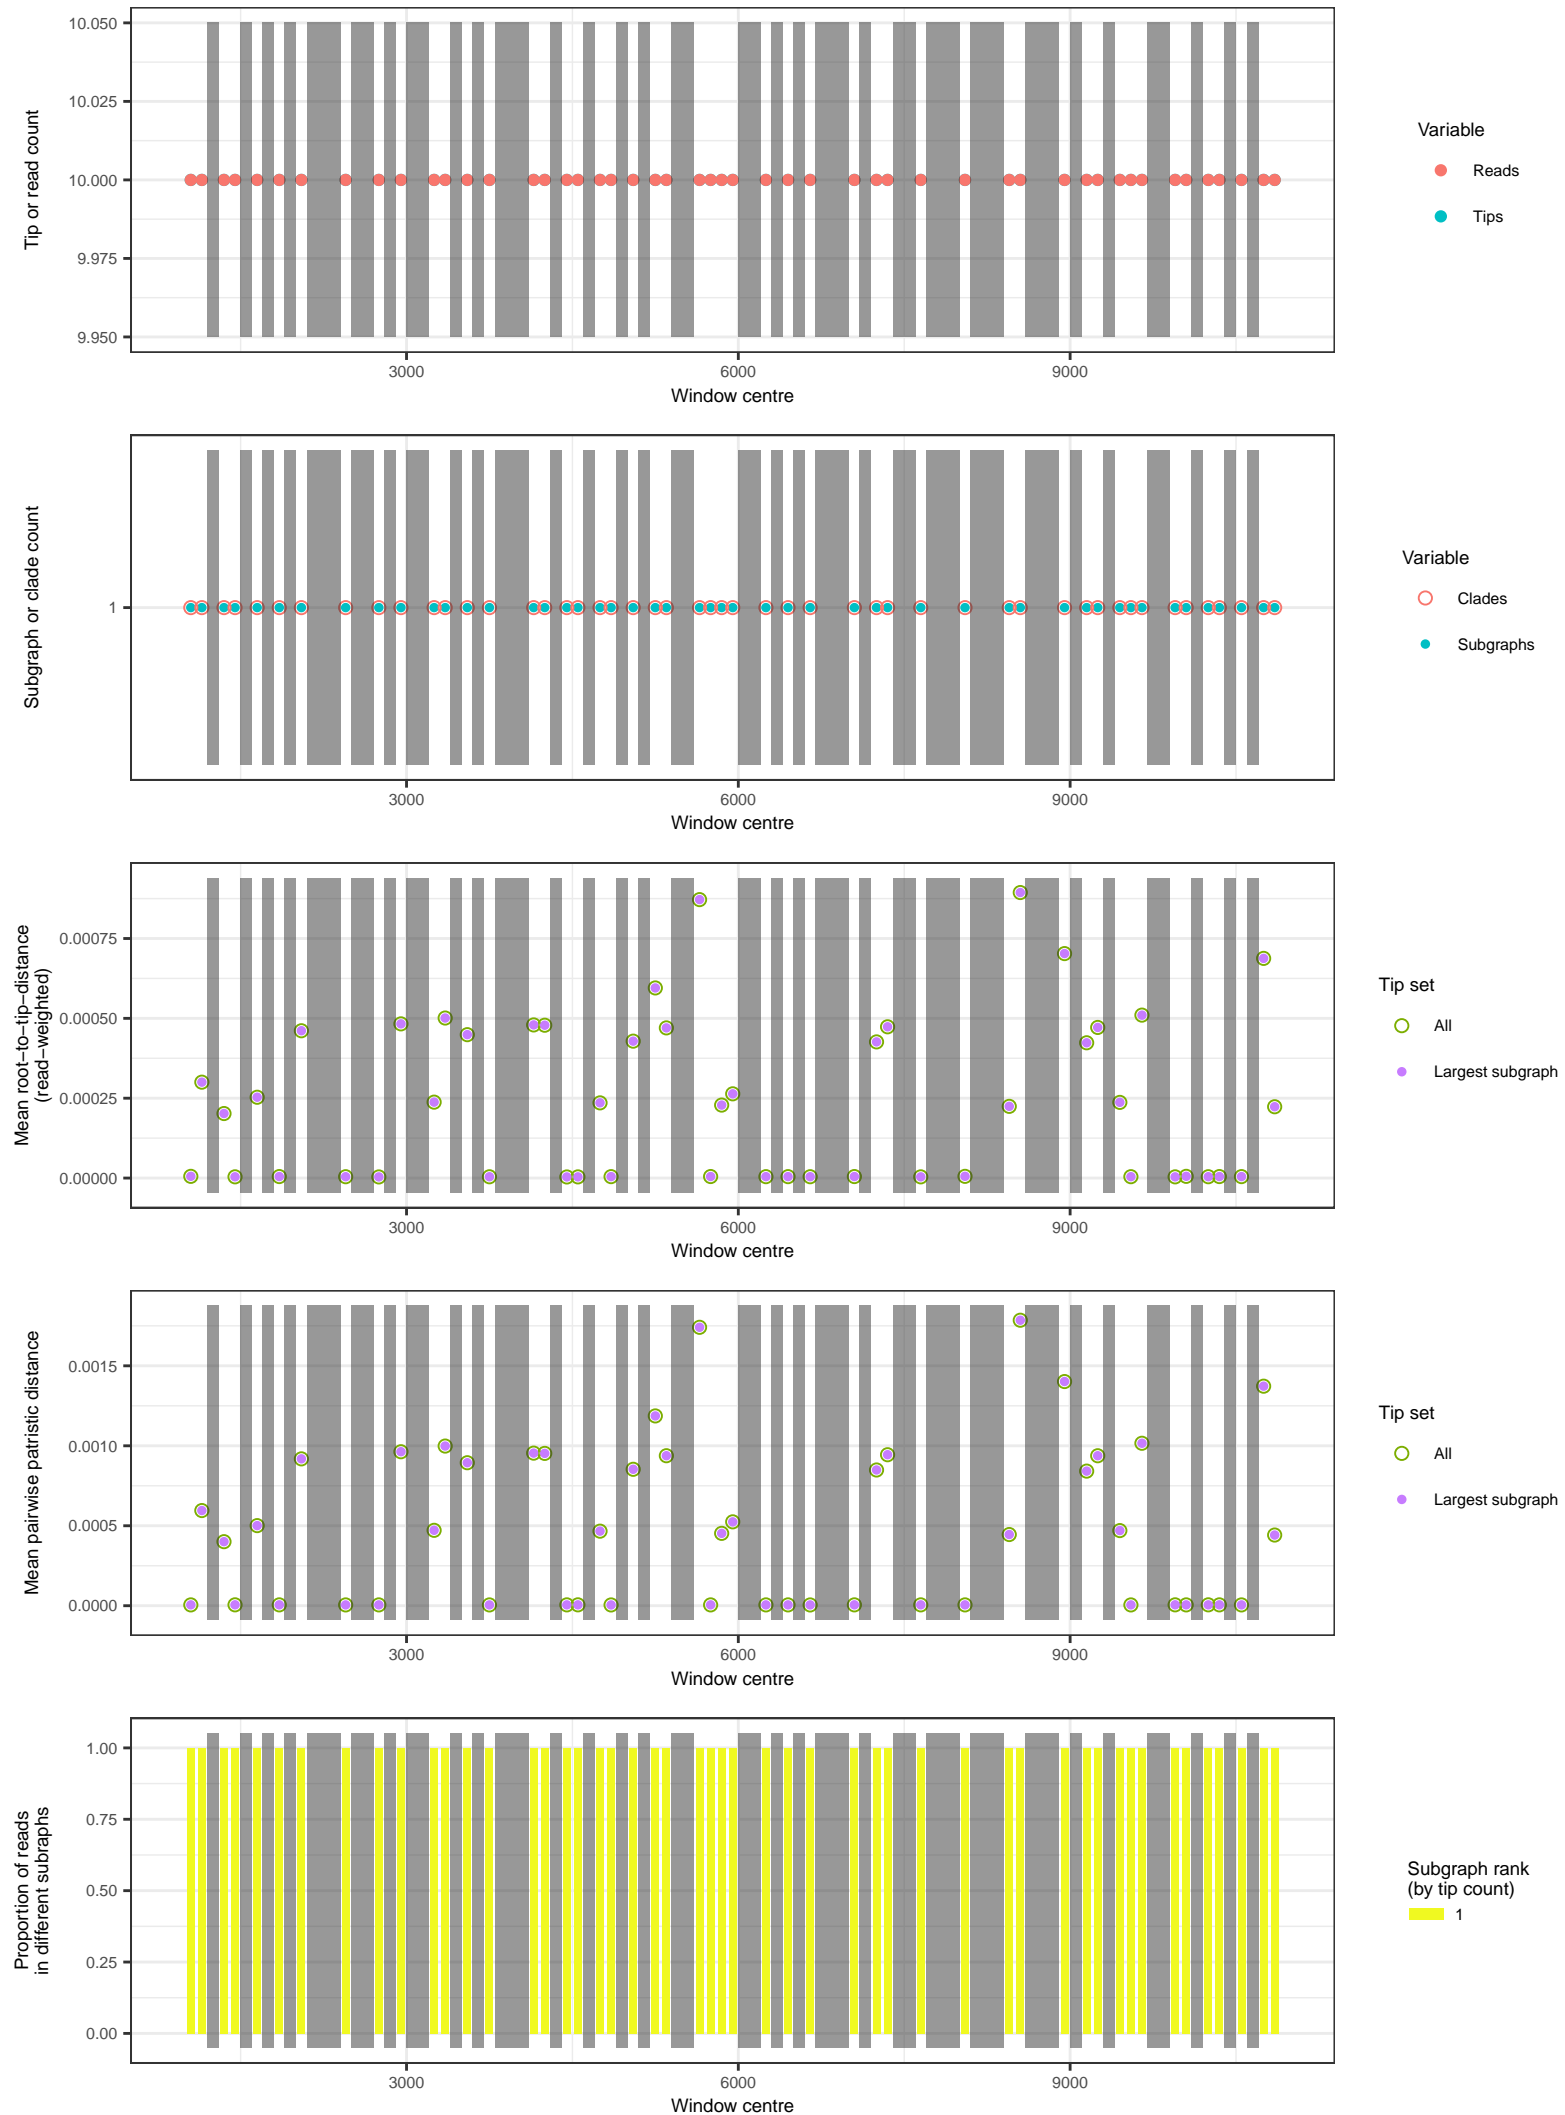 10.050
10.025
10.000
9.975
9.950
Tip or read count
3000
6000
9000
Window centre
Variable
Reads
Tips
1
Subgraph or clade count
3000
6000
9000
Window centre
Variable
Clades
Subgraphs
0.00075
0.00050
0.00025
0.00000
Mean root−to−tip−distance
(read−weighted)
3000
6000
9000
Window centre
Tip set
All
Largest subgraph
0.0015
0.0010
0.0005
0.0000
Mean pairwise patristic distance
3000
6000
9000
Window centre
Tip set
All
Largest subgraph
1.00
0.75
0.50
0.25
0.00
Proportion of reads
in different subraphs
3000
6000
9000
Window centre
Subgraph rank
(by tip count)
1